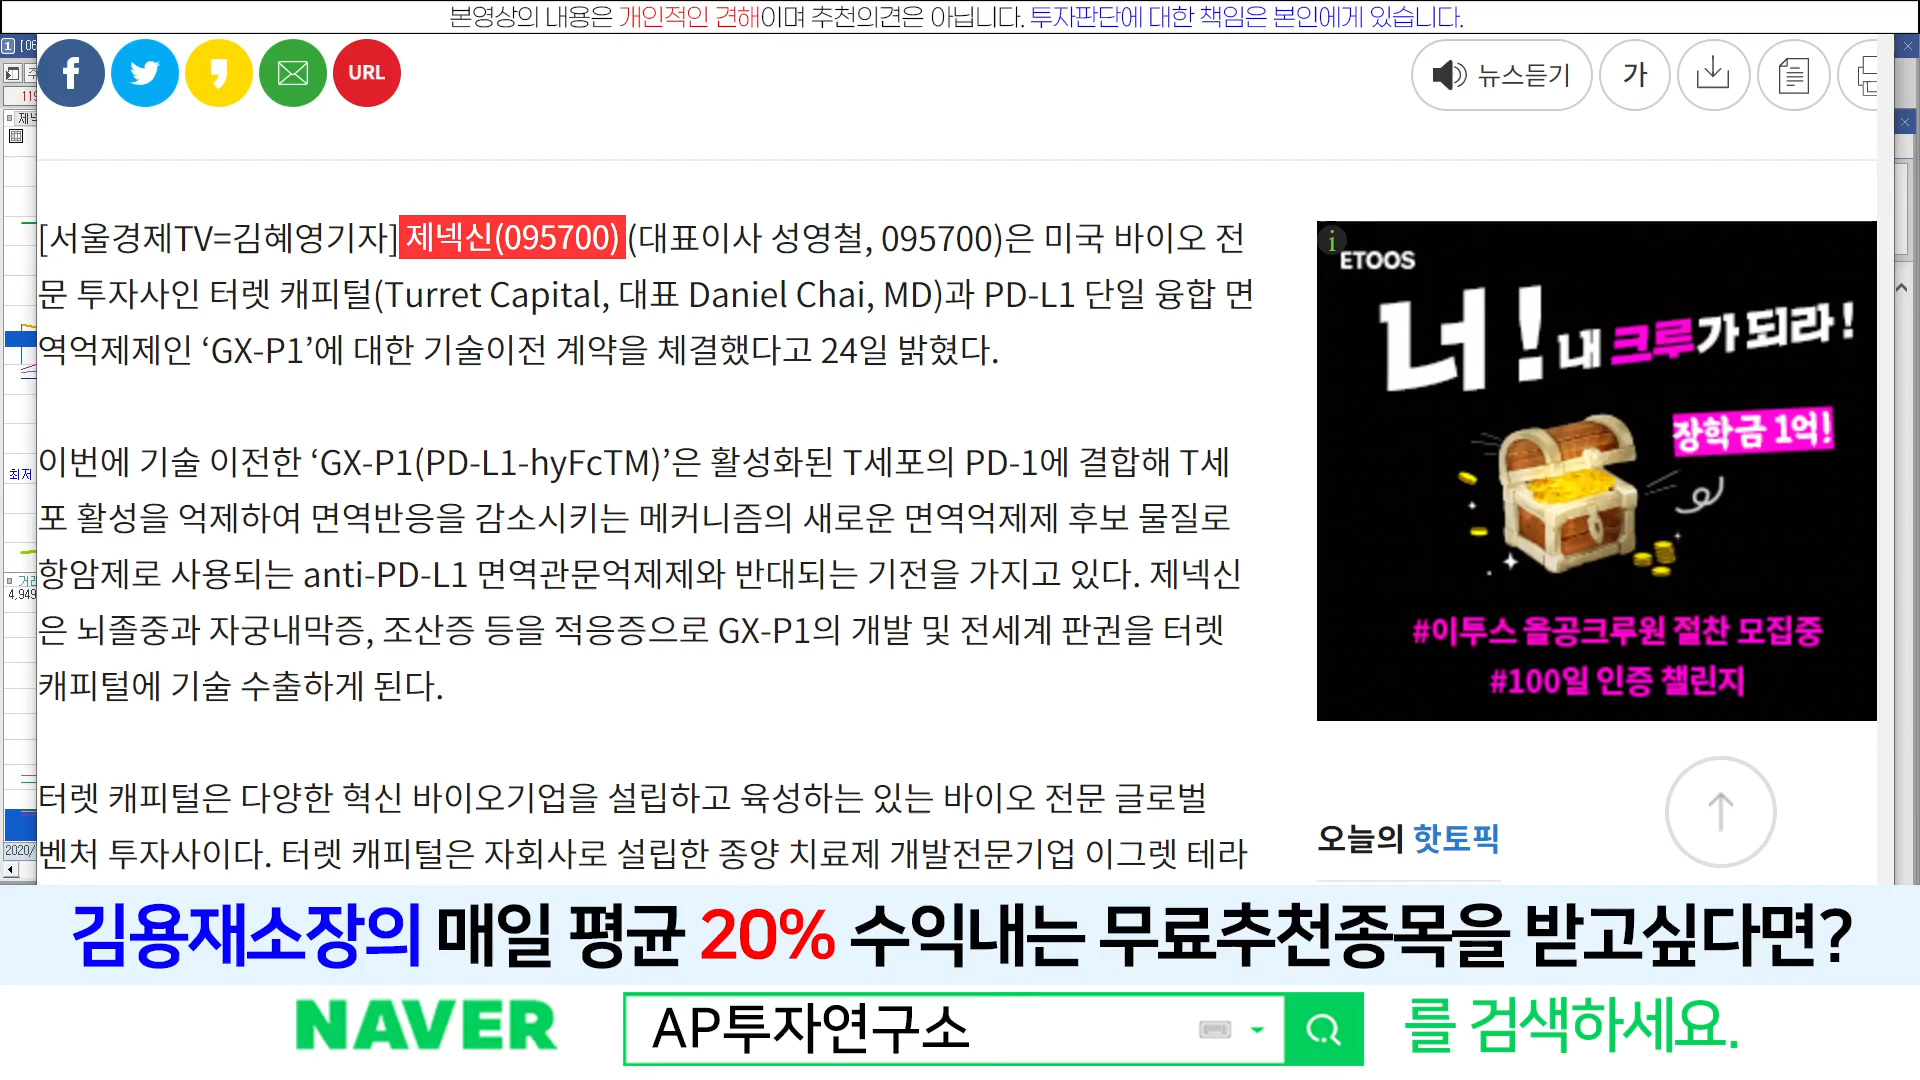 본영상의 내용은 개인적인 견해이며 추천의견은 아닙니다. 투자판단에 대한 책임은 본인에게 있습니다.
f
URL
뉴스듣기
가
[서울경제TV=김혜영기자] 제넥신(095700) (대표이사 성영철, 095700)은 미국 바이오 전
문 투자사인 터렛 캐피털(Turret Capital, 대표 Daniel Chai, MD)과 PD-L1 단일 융합 면
역억제제인 ‘GX-P1’에 대한 기술이전 계약을 체결했다고 24일 밝혔다.
이번에 기술 이전한 ‘GX-P1(PD-L1-hyFcTM)’은 활성화된 T세포의 PD-1에 결합해 T세
포 활성을 억제하여 면역반응을 감소시키는 메커니즘의 새로운 면역억제제 후보 물질로
항암제로 사용되는 anti-PD-L1 면역관문억제제와 반대되는 기전을 가지고 있다. 제넥신
은 뇌졸중과 자궁내막증, 조산증 등을 적응증으로 GX-P1의 개발 및 전세계 판권을 터렛
캐피털에 기술 수출하게 된다.
터렛 캐피털은 다양한 혁신 바이오기업을 설립하고 육성하는 있는 바이오 전문 글로벌
벤처 투자사이다. 터렛 캐피털은 자회사로 설립한 종양 치료제 개발전문기업 이그렛 테라
ETOOS
너! 내 크루가 되라!
장학금 1억!
#이투스 올공크루원 절찬 모집중
#100일 인증 챌린지
오늘의 핫토픽
최저
4,949
2020/
김용재소장의 매일 평균 20% 수익내는 무료추천종목을 받고싶다면?
NAVER AP투자연구소 를 검색하세요.